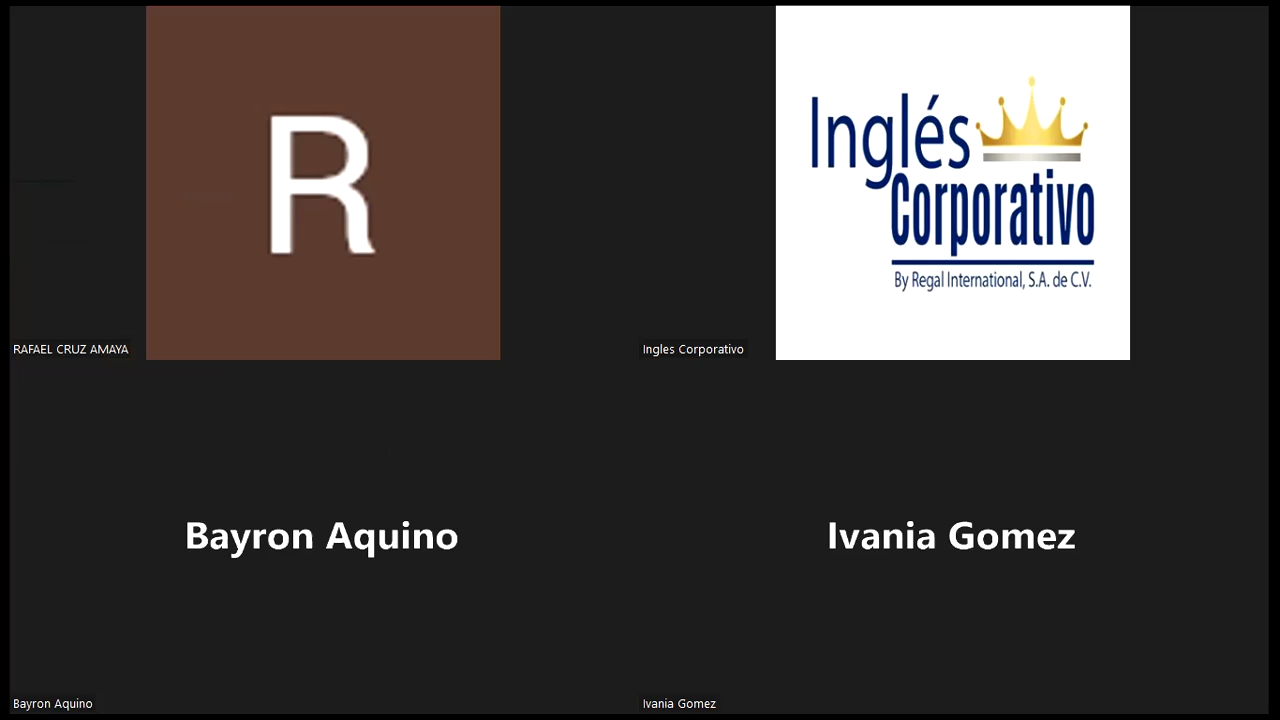 R
RAFAEL CRUZ AMAYA
Inglés
Corporativo
By Regal International, S.A. de C.V.
Ingles Corporativo
Bayron Aquino
Bayron Aquino
Ivania Gomez
Ivania Gomez